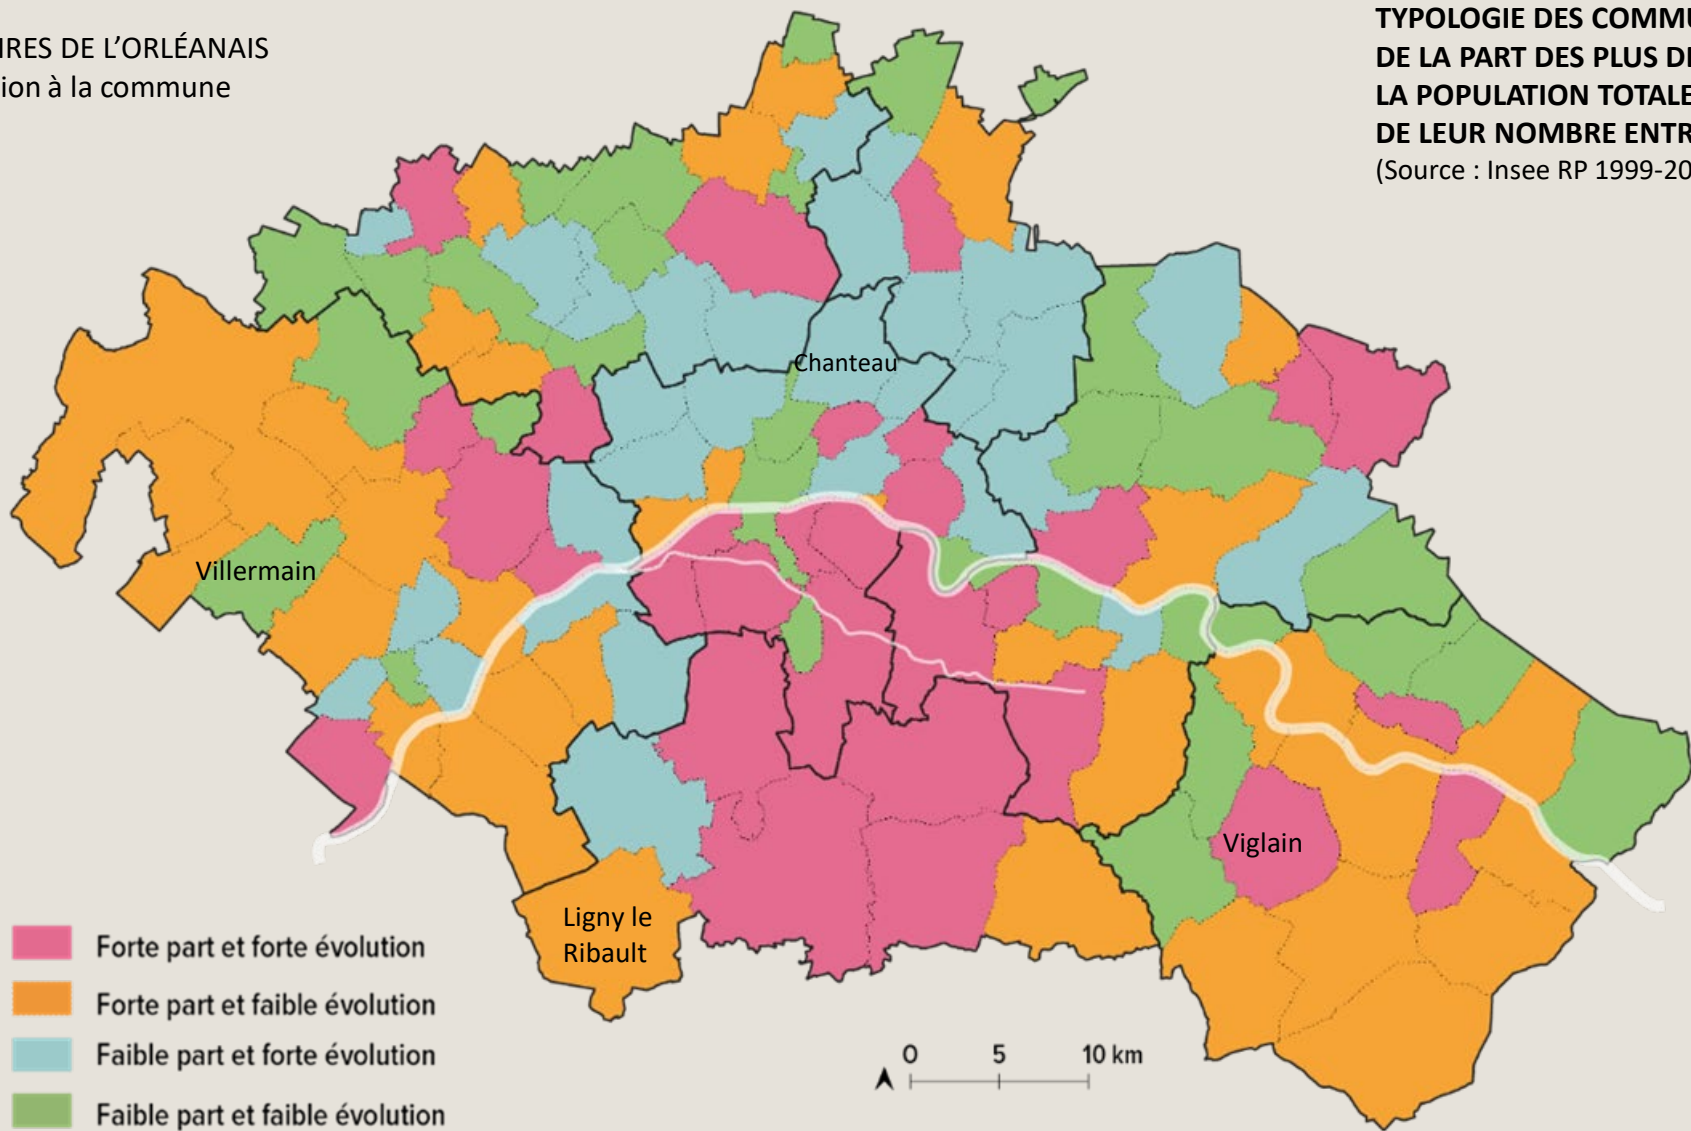 IRES DE L’ORLÉANAIS
ion à la commune
TYPOLOGIE DES COMMU
DE LA PART DES PLUS DE
LA POPULATION TOTALE
DE LEUR NOMBRE ENTR
(Source : Insee RP 1999-20
Chanteau
Villermain
Viglain
Ligny le
Ribault
Forte part et forte évolution
Forte part et faible évolution
Faible part et forte évolution
Faible part et faible évolution
0 5 10 km